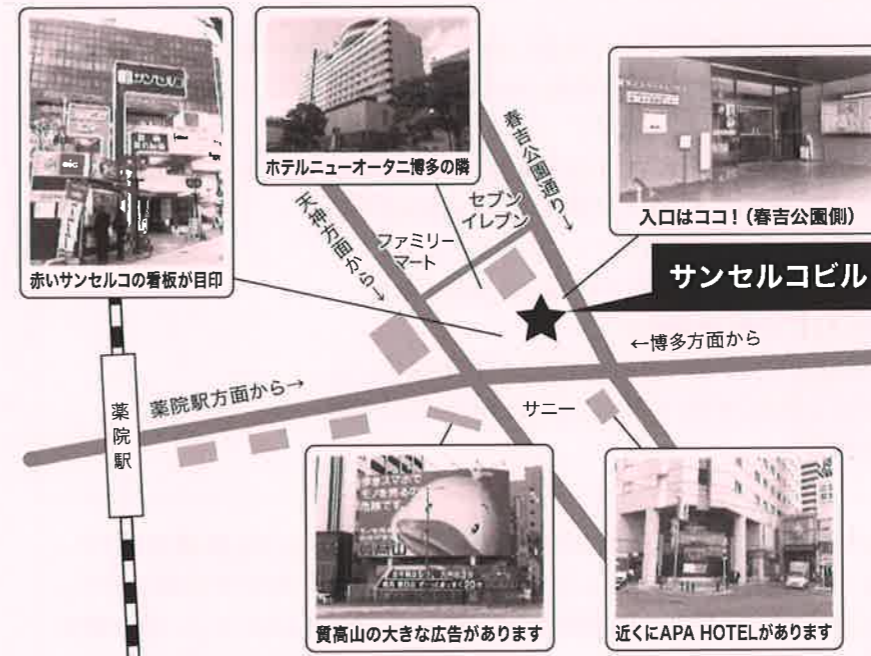 サンセルコ
eic
赤いサンセルコの看板が目印
ホテルニューオータニ博多の隣
入口はココ！（春吉公園側）
春吉公園通り→
天神方面から→
セブン
イレブン
ファミリー
マート
サンセルコビル
←博多方面から
薬院駅方面から→
薬院駅
サニー
質高山
質高山の大きな広告があります
近くにAPA HOTELがあります